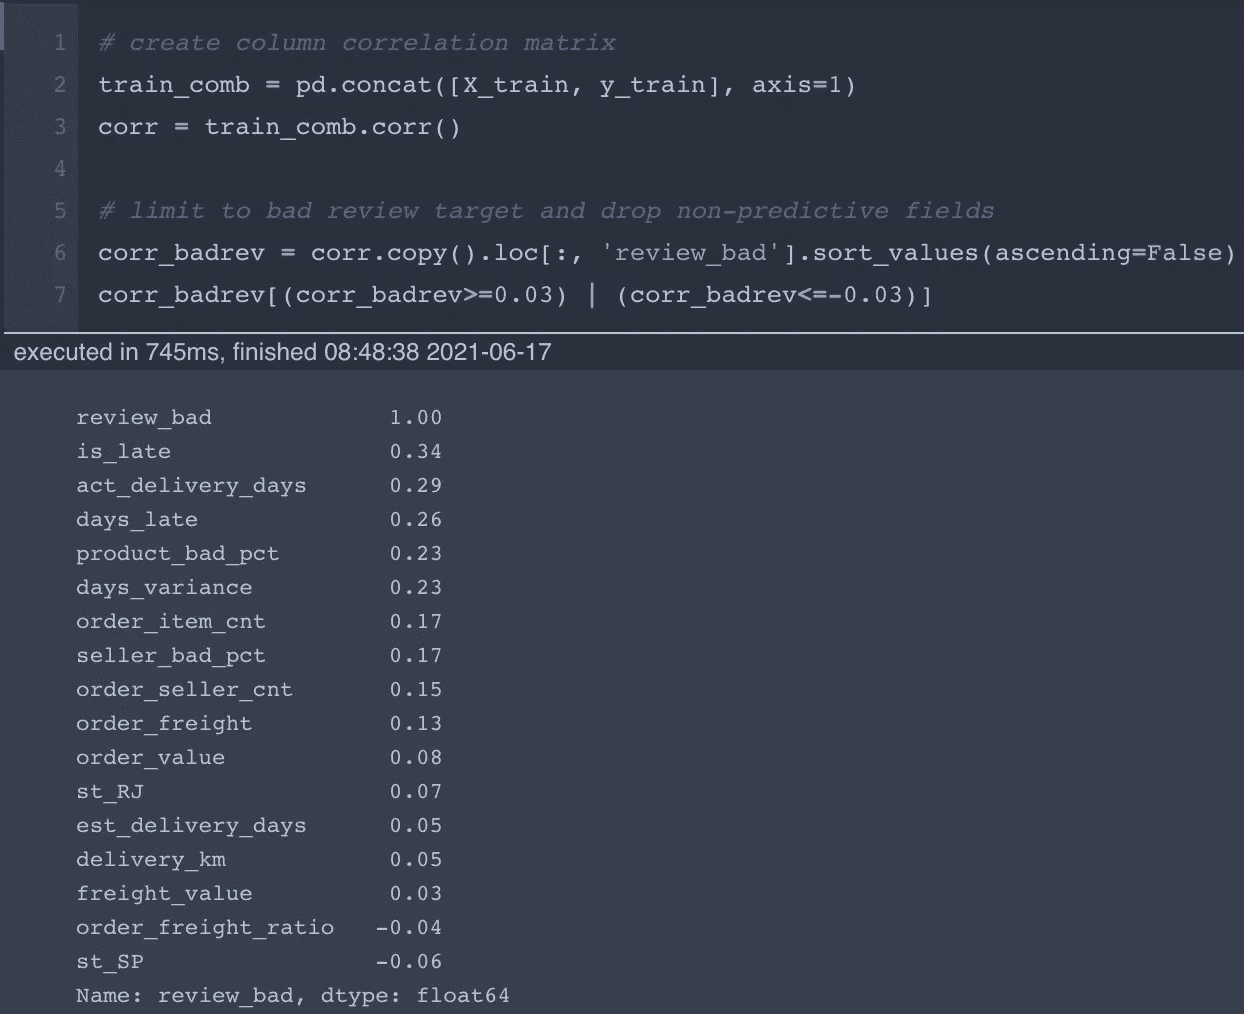 1 # create column correlation matrix
2 train_comb = pd.concat([X_train, y_train], axis=1)
3 corr = train_comb.corr()
4
5 # limit to bad review target and drop non-predictive fields
6 corr_badrev = corr.copy().loc[:, 'review_bad'].sort_values(ascending=False)
7 corr_badrev[(corr_badrev>=0.03) | (corr_badrev<=-0.03)]
executed in 745ms, finished 08:48:38 2021-06-17
review_bad 1.00
is_late 0.34
act_delivery_days 0.29
days_late 0.26
product_bad_pct 0.23
days_variance 0.23
order_item_cnt 0.17
seller_bad_pct 0.17
order_seller_cnt 0.15
order_freight 0.13
order_value 0.08
st_RJ 0.07
est_delivery_days 0.05
delivery_km 0.05
freight_value 0.03
order_freight_ratio -0.04
st_SP -0.06
Name: review_bad, dtype: float64